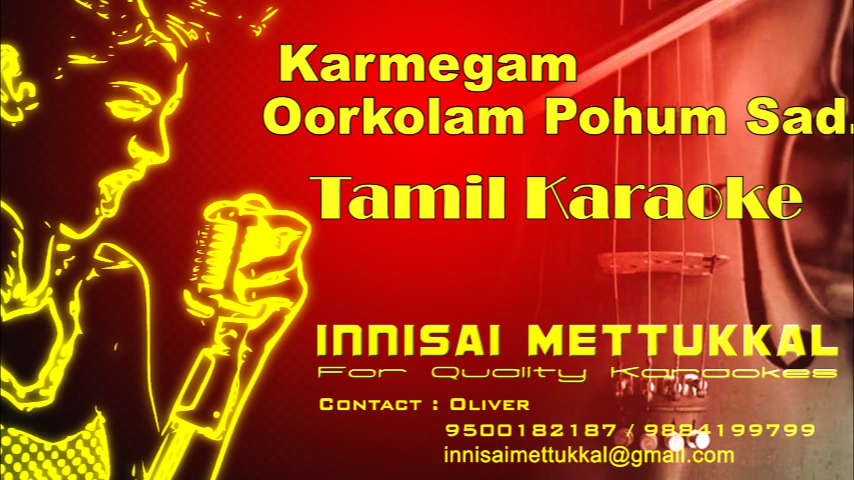 Karmegam
Oorkolam Pohum Sad.
Tamil Karaoke
INNISAI METTUKKAL
For Quality Karaokes
Contact : Oliver
9500182187 / 9884199799
innisaimettukkal@gmail.com